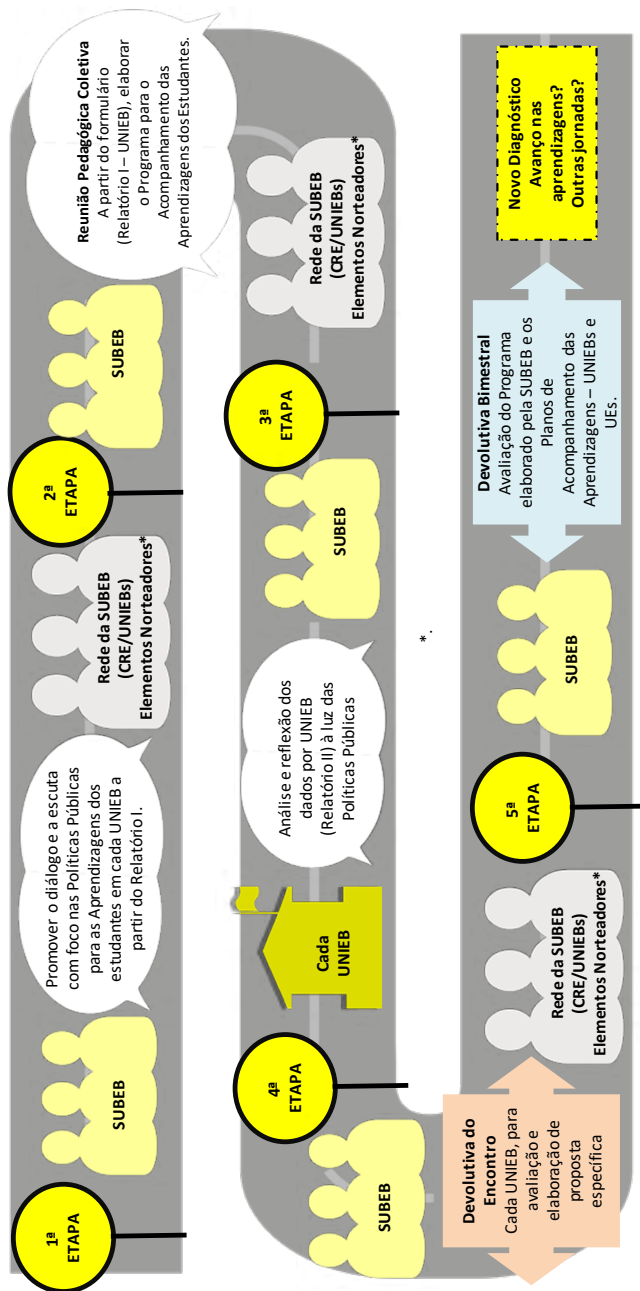 1ª
ETAPA
SUBEB
Promover o diálogo e a escuta
com foco nas Políticas Públicas
para as Aprendizagens dos
estudantes em cada UNIEB a
partir do Relatório I.
Rede da SUBEB
(CRE/UNIEBs)
Elementos Norteadores*
2ª
ETAPA
SUBEB
Reunião Pedagógica Coletiva
A partir do formulário
(Relatório I – UNIEB), elaborar
o Programa para o
Acompanhamento das
Aprendizagens dos Estudantes.
Rede da SUBEB
(CRE/UNIEBs)
Elementos Norteadores*
3ª
ETAPA
SUBEB
Análise e reflexão dos
dados por UNIEB
(Relatório II) à luz das
Políticas Públicas
Cada
UNIEB
4ª
ETAPA
SUBEB
* .
Devolutiva do
Encontro
Cada UNIEB, para
avaliação e
elaboração de
proposta
específica
Rede da SUBEB
(CRE/UNIEBs)
Elementos Norteadores*
5ª
ETAPA
SUBEB
Devolutiva Bimestral
Avaliação do Programa
elaborado pela SUBEB e os
Planos de
Acompanhamento das
Aprendizagens – UNIEBs e
UEs.
Novo Diagnóstico
Avanço nas
aprendizagens?
Outras jornadas?